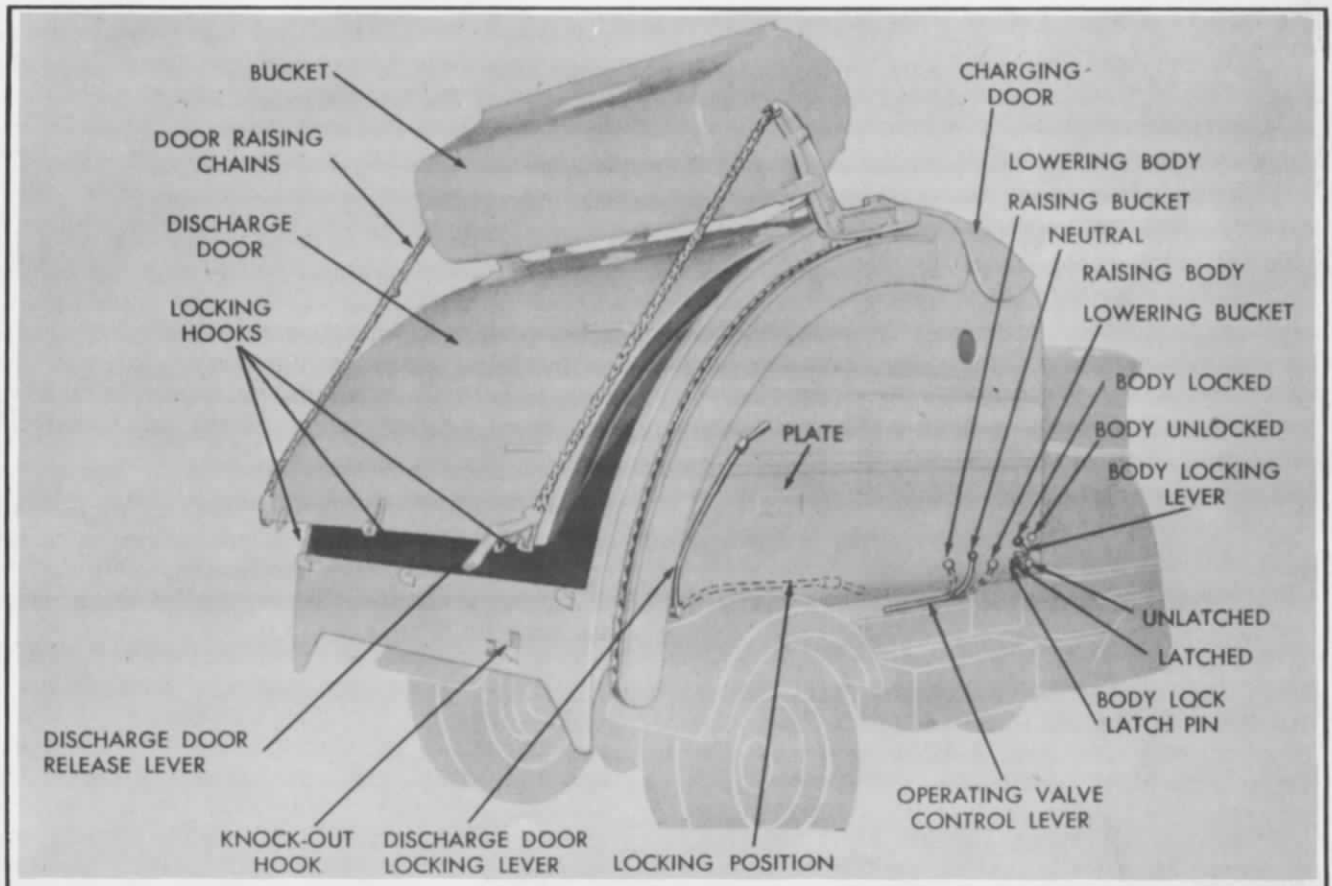 BUCKET
DOOR RAISING
CHAINS
DISCHARGE
DOOR
LOCKING
HOOKS
CHARGING
DOOR
LOWERING BODY
RAISING BUCKET
NEUTRAL
RAISING BODY
LOWERING BUCKET
BODY LOCKED
BODY UNLOCKED
BODY LOCKING
LEVER
PLATE
UNLATCHED
LATCHED
BODY LOCK
LATCH PIN
DISCHARGE DOOR
RELEASE LEVER
KNOCK-OUT
HOOK
DISCHARGE DOOR
LOCKING LEVER
LOCKING POSITION
OPERATING VALVE
CONTROL LEVER